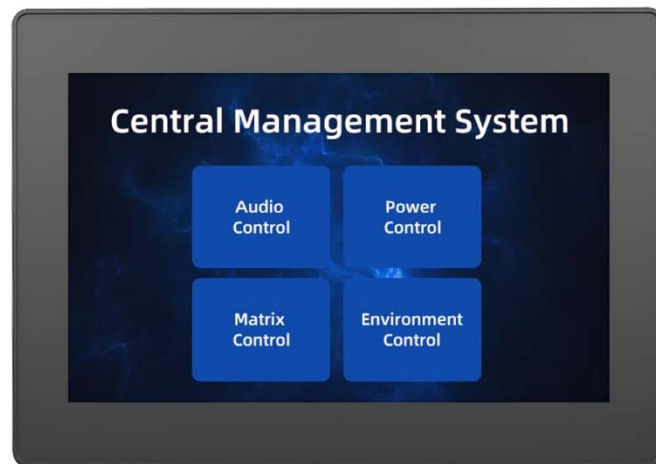 Central Management System
Audio
Control
Power
Control
Matrix
Control
Environment
Control